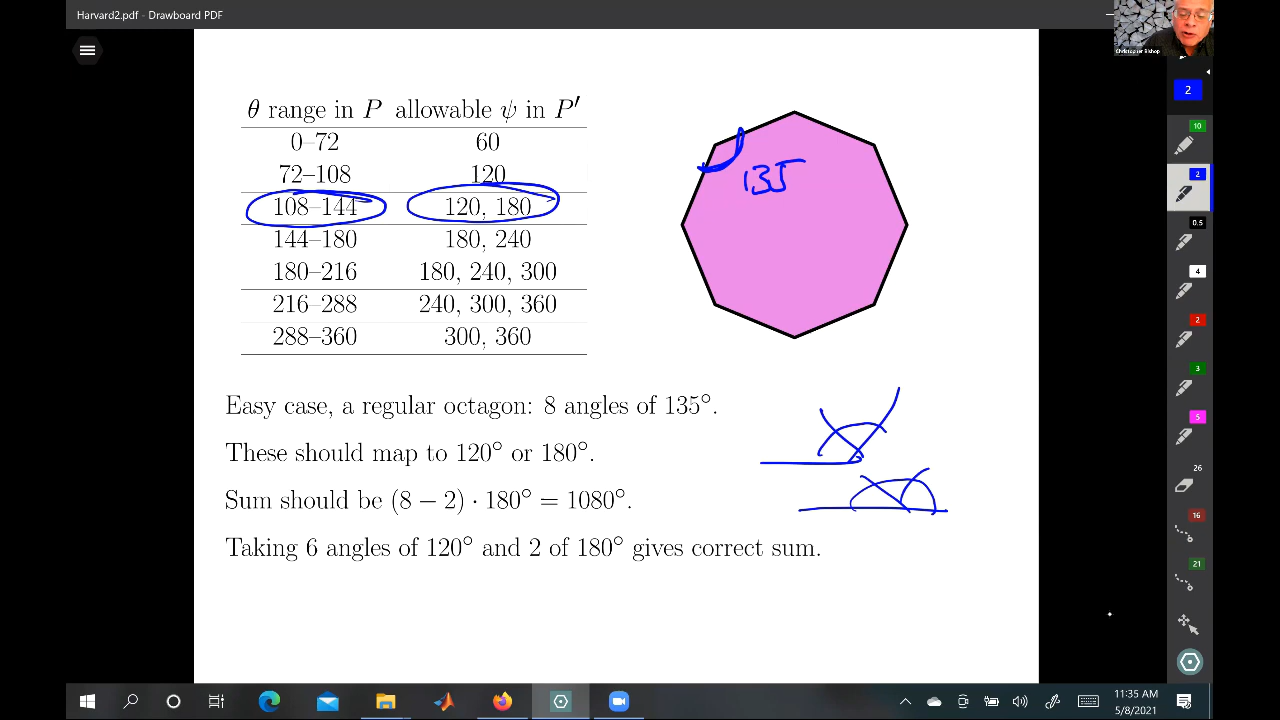 Harvard2.pdf - Drawboard PDF
Christopher Bishop
θ range in P allowable ψ in P′
0–72 60
72–108 120
108–144 120, 180
144–180 180, 240
180–216 180, 240, 300
216–288 240, 300, 360
288–360 300, 360
135
Easy case, a regular octagon: 8 angles of 135°.
These should map to 120° or 180°.
Sum should be (8 − 2) · 180° = 1080°.
Taking 6 angles of 120° and 2 of 180° gives correct sum.
2
10
2
0.5
4
2
3
5
26
16
21
11:35 AM
5/8/2021